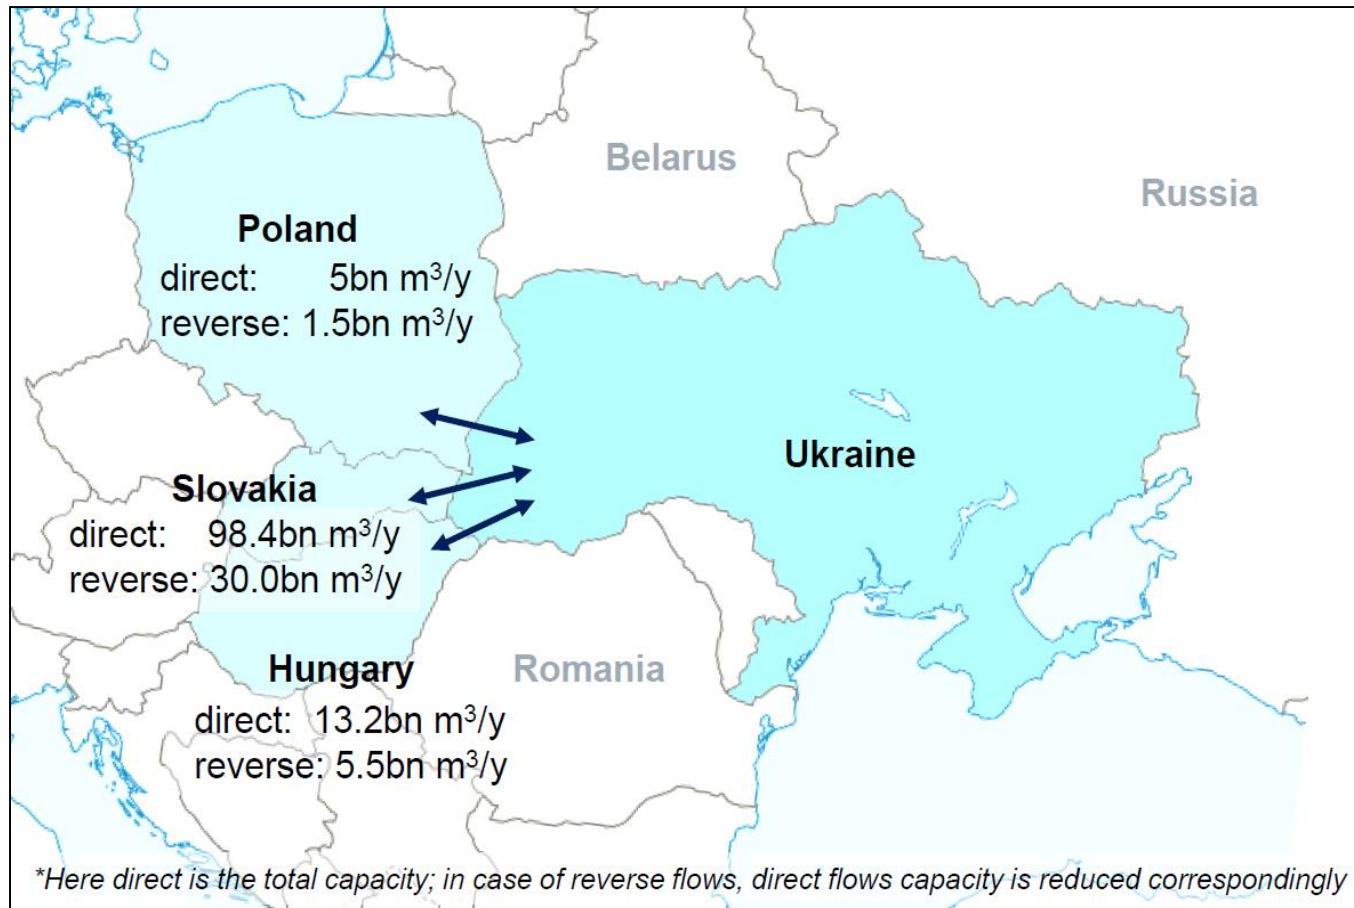 Belarus
Russia
Poland
direct: 5bn m³/y
reverse: 1.5bn m³/y
Ukraine
Slovakia
direct: 98.4bn m³/y
reverse: 30.0bn m³/y
Hungary
Romania
direct: 13.2bn m³/y
reverse: 5.5bn m³/y
*Here direct is the total capacity; in case of reverse flows, direct flows capacity is reduced correspondingly